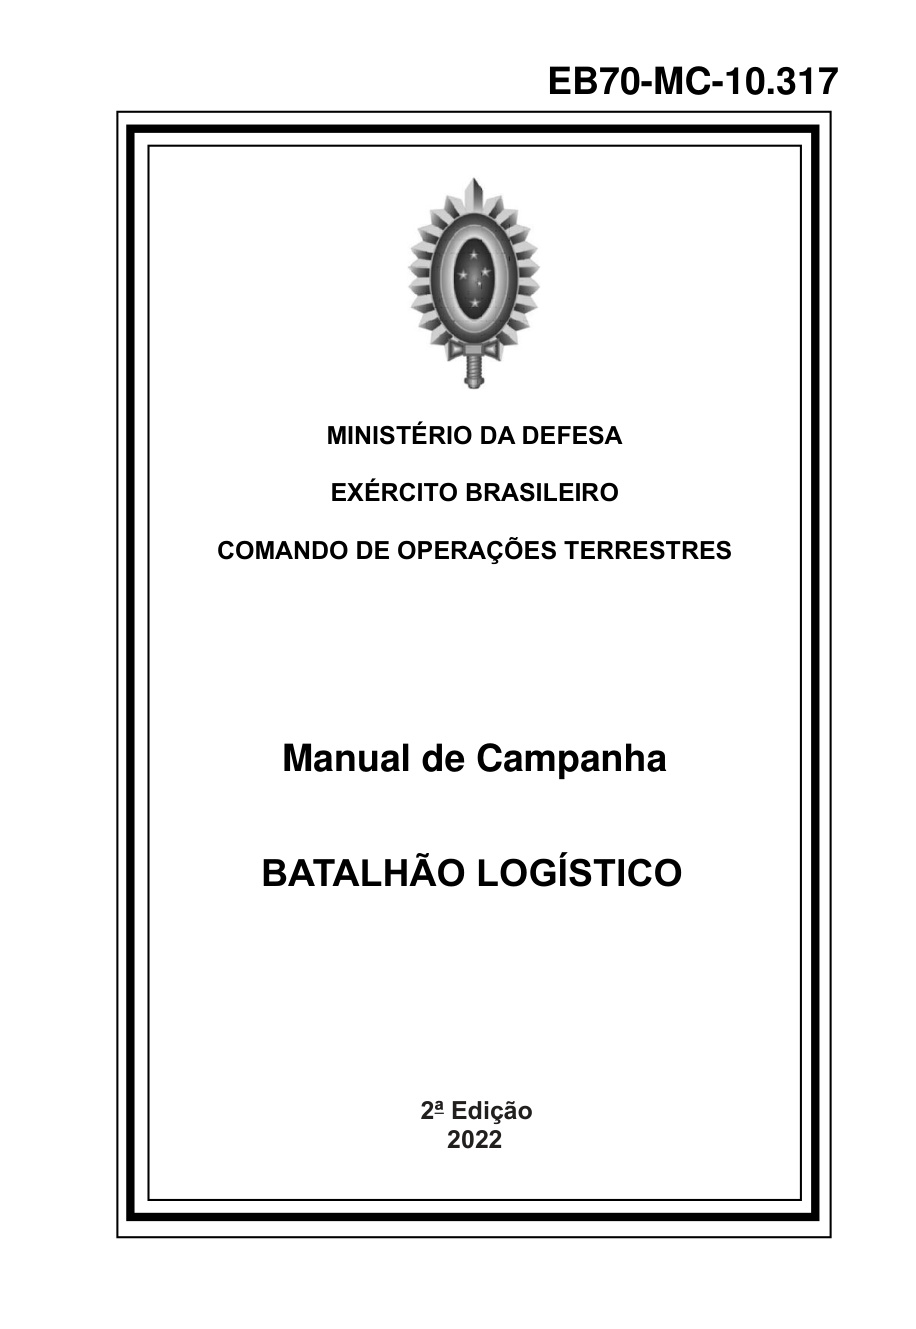 EB70-MC-10.317
MINISTÉRIO DA DEFESA
EXÉRCITO BRASILEIRO
COMANDO DE OPERAÇÕES TERRESTRES
Manual de Campanha
BATALHÃO LOGÍSTICO
2ª Edição
2022